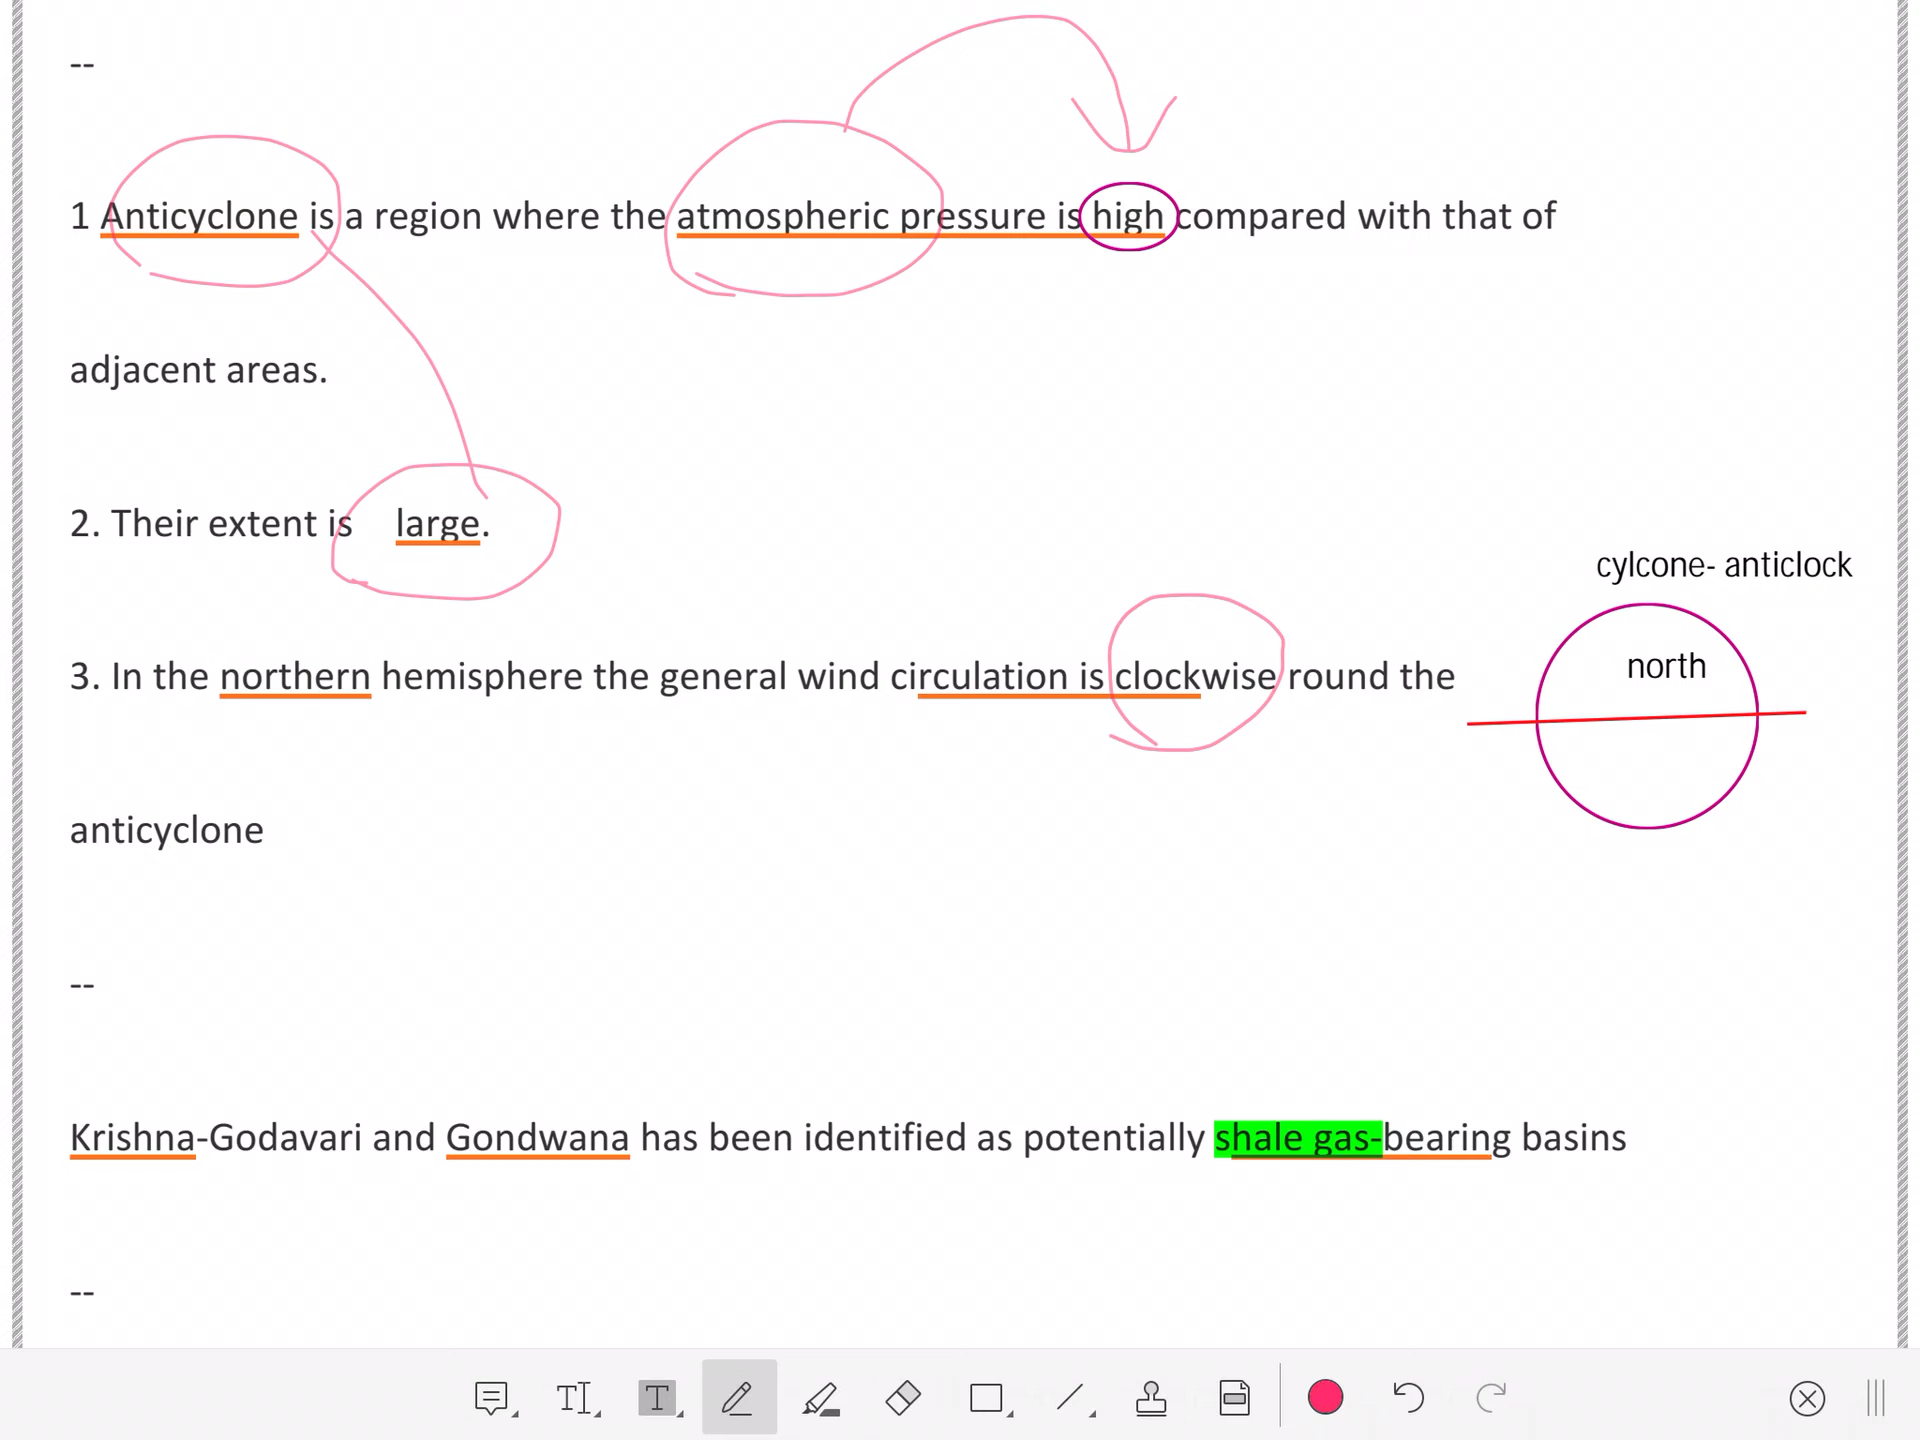 --
1 Anticyclone is a region where the atmospheric pressure is high compared with that of
adjacent areas.
2. Their extent is large.
cylcone- anticlock
north
3. In the northern hemisphere the general wind circulation is clockwise round the
anticyclone
--
Krishna-Godavari and Gondwana has been identified as potentially shale gas-bearing basins
--